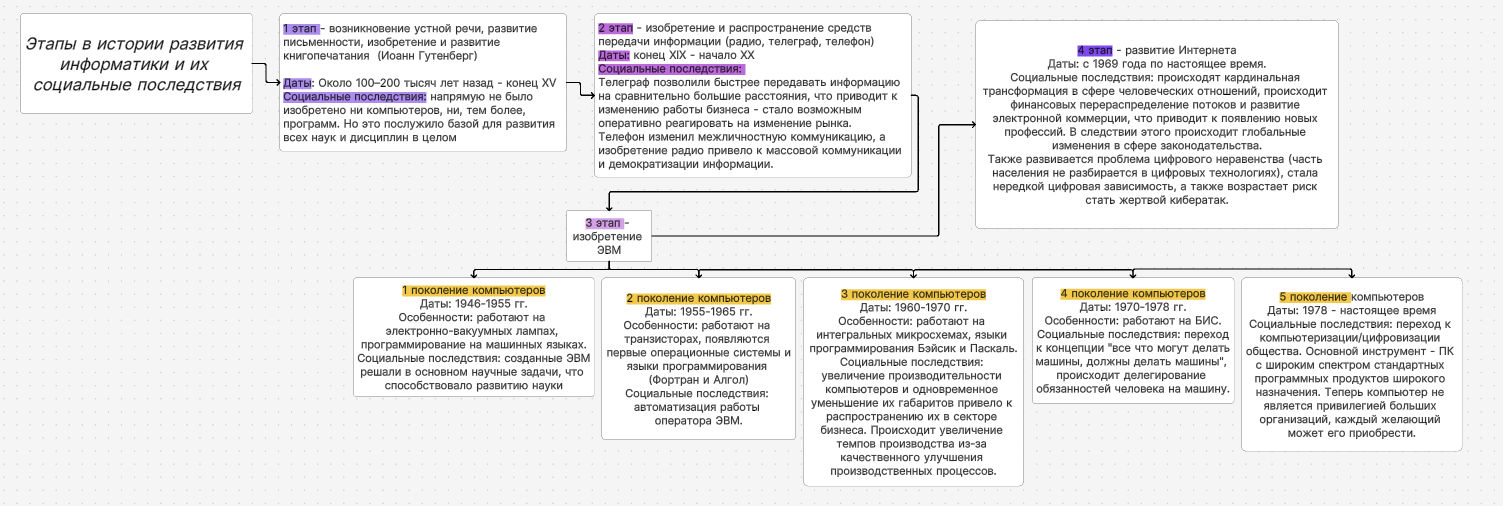 Этапы в истории развития
информатики и их
социальные последствия
1 этап - возникновение устной речи, развитие
письменности, изобретение и развитие
книгопечатания (Иоанн Гутенберг)
Даты: Около 100–200 тысяч лет назад - конец XV
Социальные последствия: напрямую не было
изобретено ни компьютеров, ни, тем более,
программ. Но это послужило базой для развития
всех наук и дисциплин в целом
2 этап - изобретение и распространение средств
передачи информации (радио, телеграф, телефон)
Даты: конец XIX - начало XX
Социальные последствия:
Телеграф позволили быстрее передавать информацию
на сравнительно большие расстояния, что приводит к
изменению работы бизнеса - стало возможным
оперативно реагировать на изменение рынка.
Телефон изменил межличностную коммуникацию, а
изобретение радио привело к массовой коммуникации
и демократизации информации.
3 этап -
изобретение
ЭВМ
4 этап - развитие Интернета
Даты: с 1969 года по настоящее время.
Социальные последствия: происходят кардинальная
трансформация в сфере человеческих отношений, происходит
финансовых перераспределение потоков и развитие
электронной коммерции, что приводит к появлению новых
профессий. В следствии этого происходит глобальные
изменения в сфере законодательства.
Также развивается проблема цифрового неравенства (часть
населения не разбирается в цифровых технологиях), стала
нередкой цифровая зависимость, а также возрастает риск
стать жертвой кибератак.
1 поколение компьютеров
Даты: 1946-1955 гг.
Особенности: работают на
электронно-вакуумных лампах,
программирование на машинных языках.
Социальные последствия: созданные ЭВМ
решали в основном научные задачи, что
способствовало развитию науки
2 поколение компьютеров
Даты: 1955-1965 гг.
Особенности: работают на
транзисторах, появляются
первые операционные системы и
языки программирования
(Фортран и Алгол)
Социальные последствия:
автоматизация работы
оператора ЭВМ.
3 поколение компьютеров
Даты: 1960-1970 гг.
Особенности: работают на
интегральных микросхемах, языки
программирования Бэйсик и Паскаль.
Социальные последствия:
увеличение производительности
компьютеров и одновременное
уменьшение их габаритов привело к
распространению их в секторе
бизнеса. Происходит увеличение
темпов производства из-за
качественного улучшения
производственных процессов.
4 поколение компьютеров
Даты: 1970-1978 гг.
Особенности: работают на БИС.
Социальные последствия: переход
к концепции "все что могут делать
машины, должны делать машины",
происходит делегирование
обязанностей человека на машину.
5 поколение компьютеров
Даты: 1978 - настоящее время
Социальные последствия: переход к
компьютеризации/цифровизации
общества. Основной инструмент - ПК
с широким спектром стандартных
программных продуктов широкого
назначения. Теперь компьютер не
является привилегией больших
организаций, каждый желающий
может его приобрести.